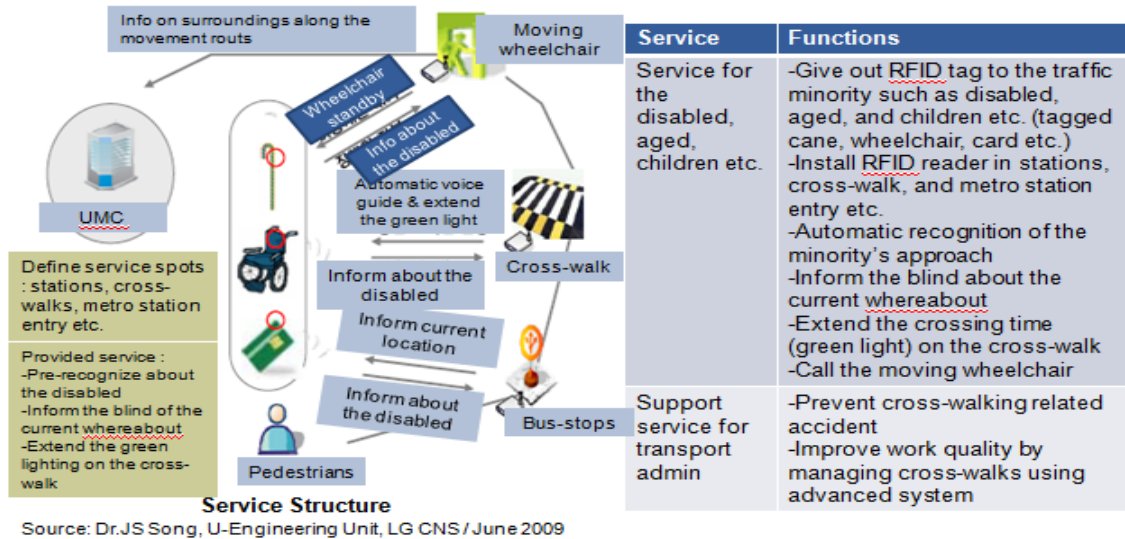 Info on surroundings along the
movement routs
Moving
wheelchair
Wheelchair
standby
Info about
the disabled
UMC
Automatic voice
guide & extend
the green light
Cross-walk
Inform about the
disabled
Define service spots
: stations, cross-
walks, metro station
entry etc.
Inform current
location
Provided service :
-Pre-recognize about
the disabled
-Inform the blind of the
current whereabout
-Extend the green
lighting on the cross-
walk
Inform about
the disabled
Bus-stops
Pedestrians
Service Structure
Source: Dr.JS Song, U-Engineering Unit, LG CNS / June 2009
Service
Functions
Service for
the
disabled,
aged,
children etc.
-Give out RFID tag to the traffic
minority such as disabled,
aged, and children etc. (tagged
cane, wheelchair, card etc.)
-Install RFID reader in stations,
cross-walk, and metro station
entry etc.
-Automatic recognition of the
minority's approach
-Inform the blind about the
current whereabout
-Extend the crossing time
(green light) on the cross-walk
-Call the moving wheelchair
Support
service for
transport
admin
-Prevent cross-walking related
accident
-Improve work quality by
managing cross-walks using
advanced system